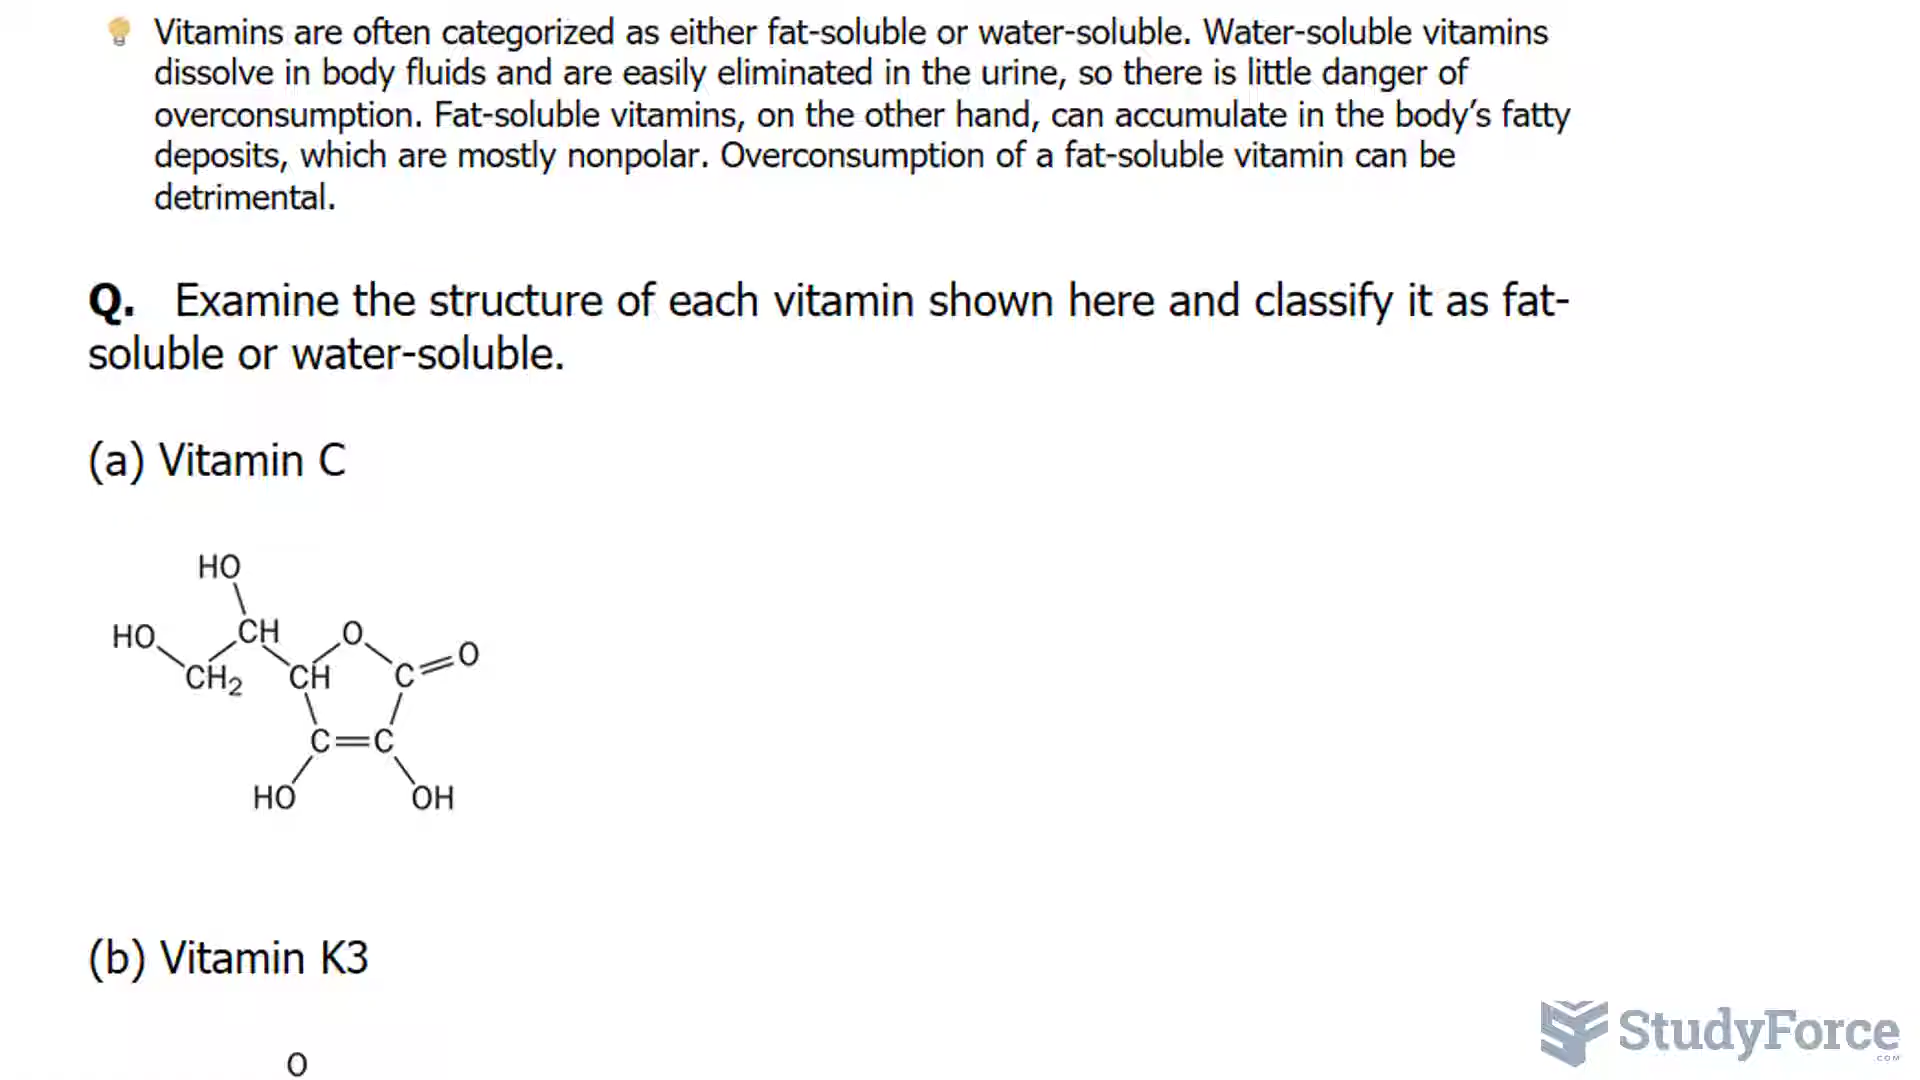 Vitamins are often categorized as either fat-soluble or water-soluble. Water-soluble vitamins
dissolve in body fluids and are easily eliminated in the urine, so there is little danger of
overconsumption. Fat-soluble vitamins, on the other hand, can accumulate in the body’s fatty
deposits, which are mostly nonpolar. Overconsumption of a fat-soluble vitamin can be
detrimental.
Q. Examine the structure of each vitamin shown here and classify it as fat-
soluble or water-soluble.
(a) Vitamin C
HO
HO CH O O
CH2 CH C
C=C
HO OH
(b) Vitamin K3
O
StudyForce
.COM